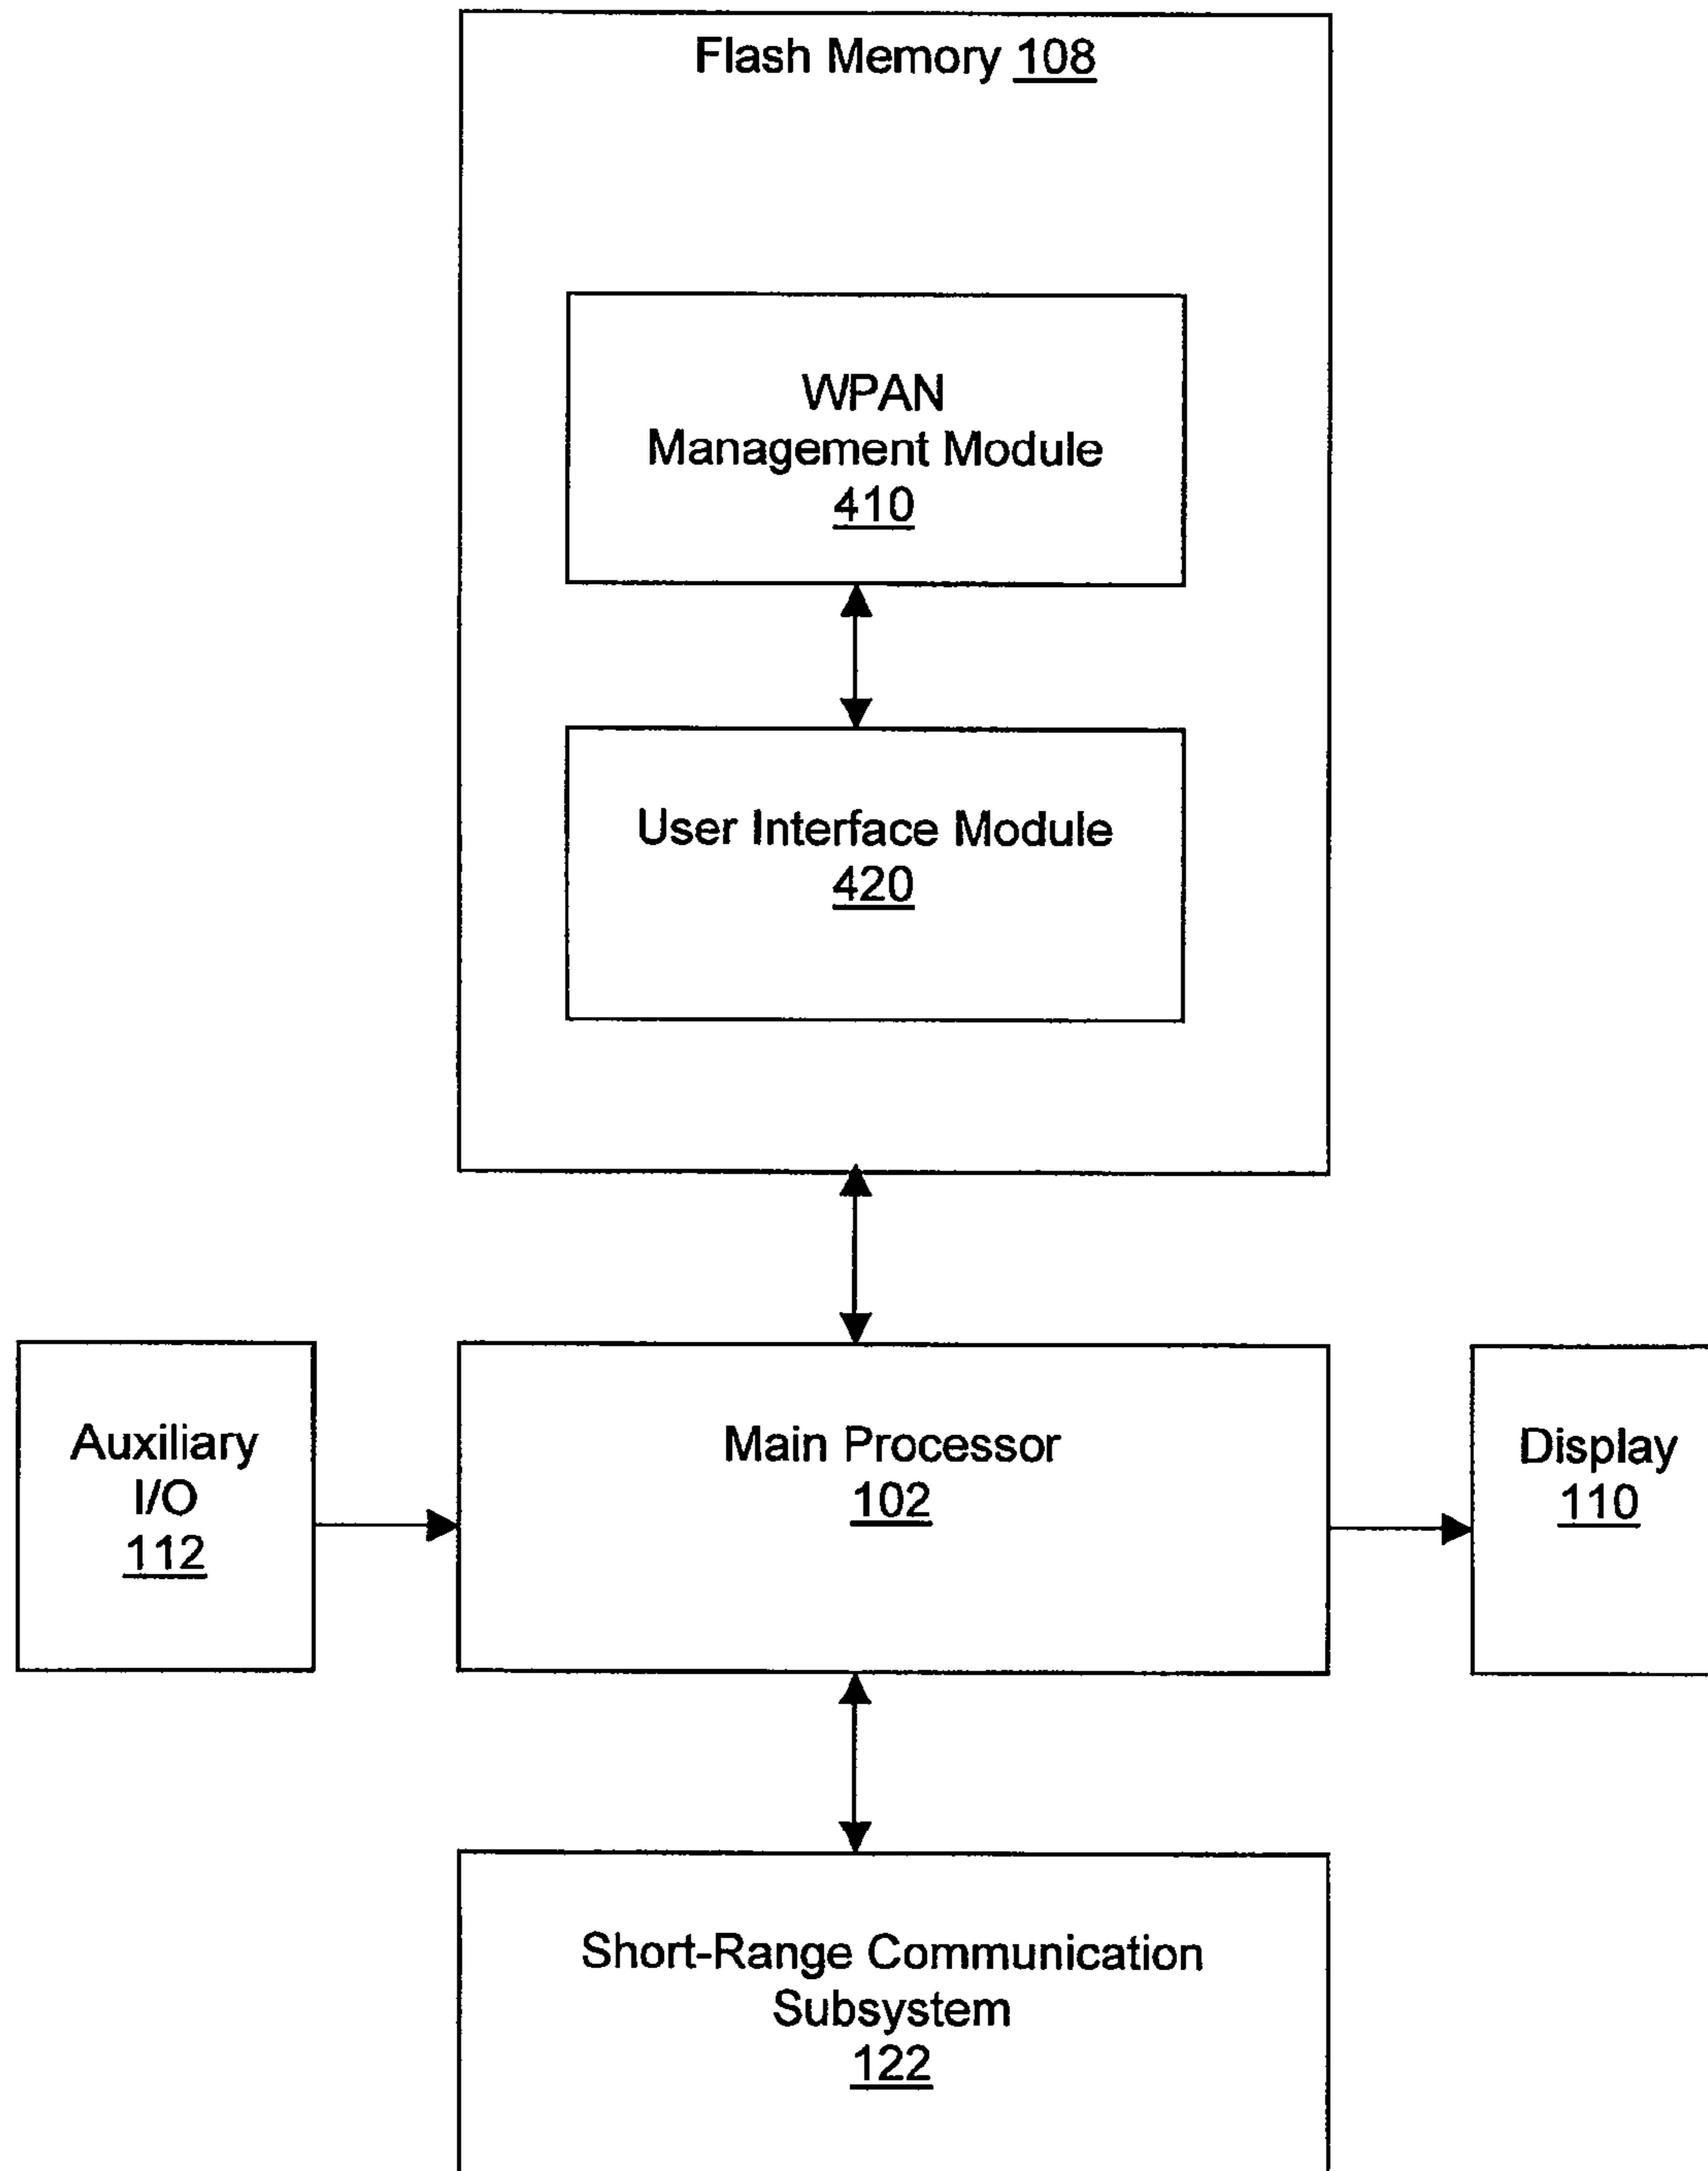 Flash Memory 108
WPAN
Management Module
410
User Interface Module
420
Auxiliary
I/O
112
Main Processor
102
Display
110
Short-Range Communication
Subsystem
122